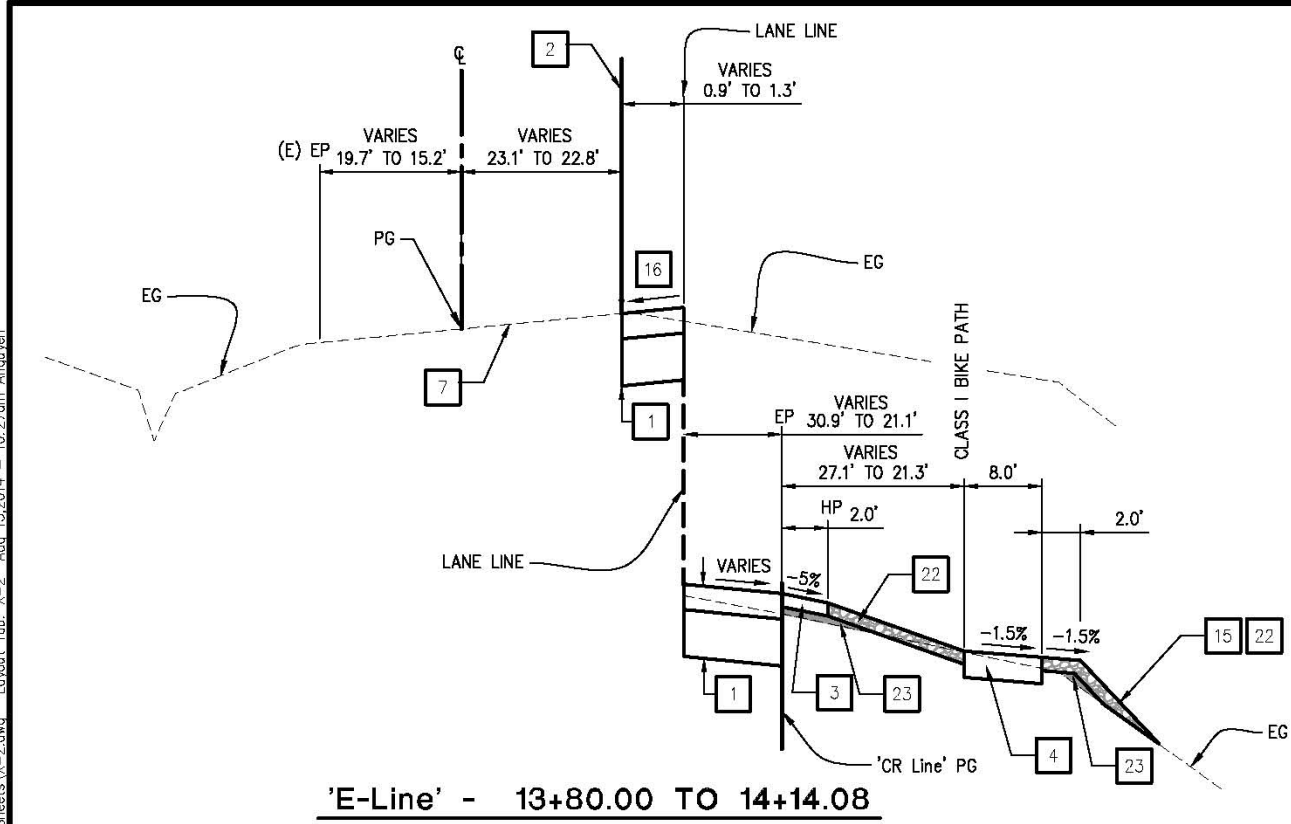 LANE LINE
2
℄
VARIES
0.9' TO 1.3'
VARIES
(E) EP 19.7' TO 15.2'
VARIES
23.1' TO 22.8'
PG
16
EG
EG
7
1
CLASS I BIKE PATH
EP
VARIES
30.9' TO 21.1'
VARIES
27.1' TO 21.3'
8.0'
HP 2.0'
2.0'
LANE LINE
VARIES
-5%
22
-1.5%
-1.5%
15 22
1
3
23
4
23
EG
'CR Line' PG
'E-Line' - 13+80.00 TO 14+14.08